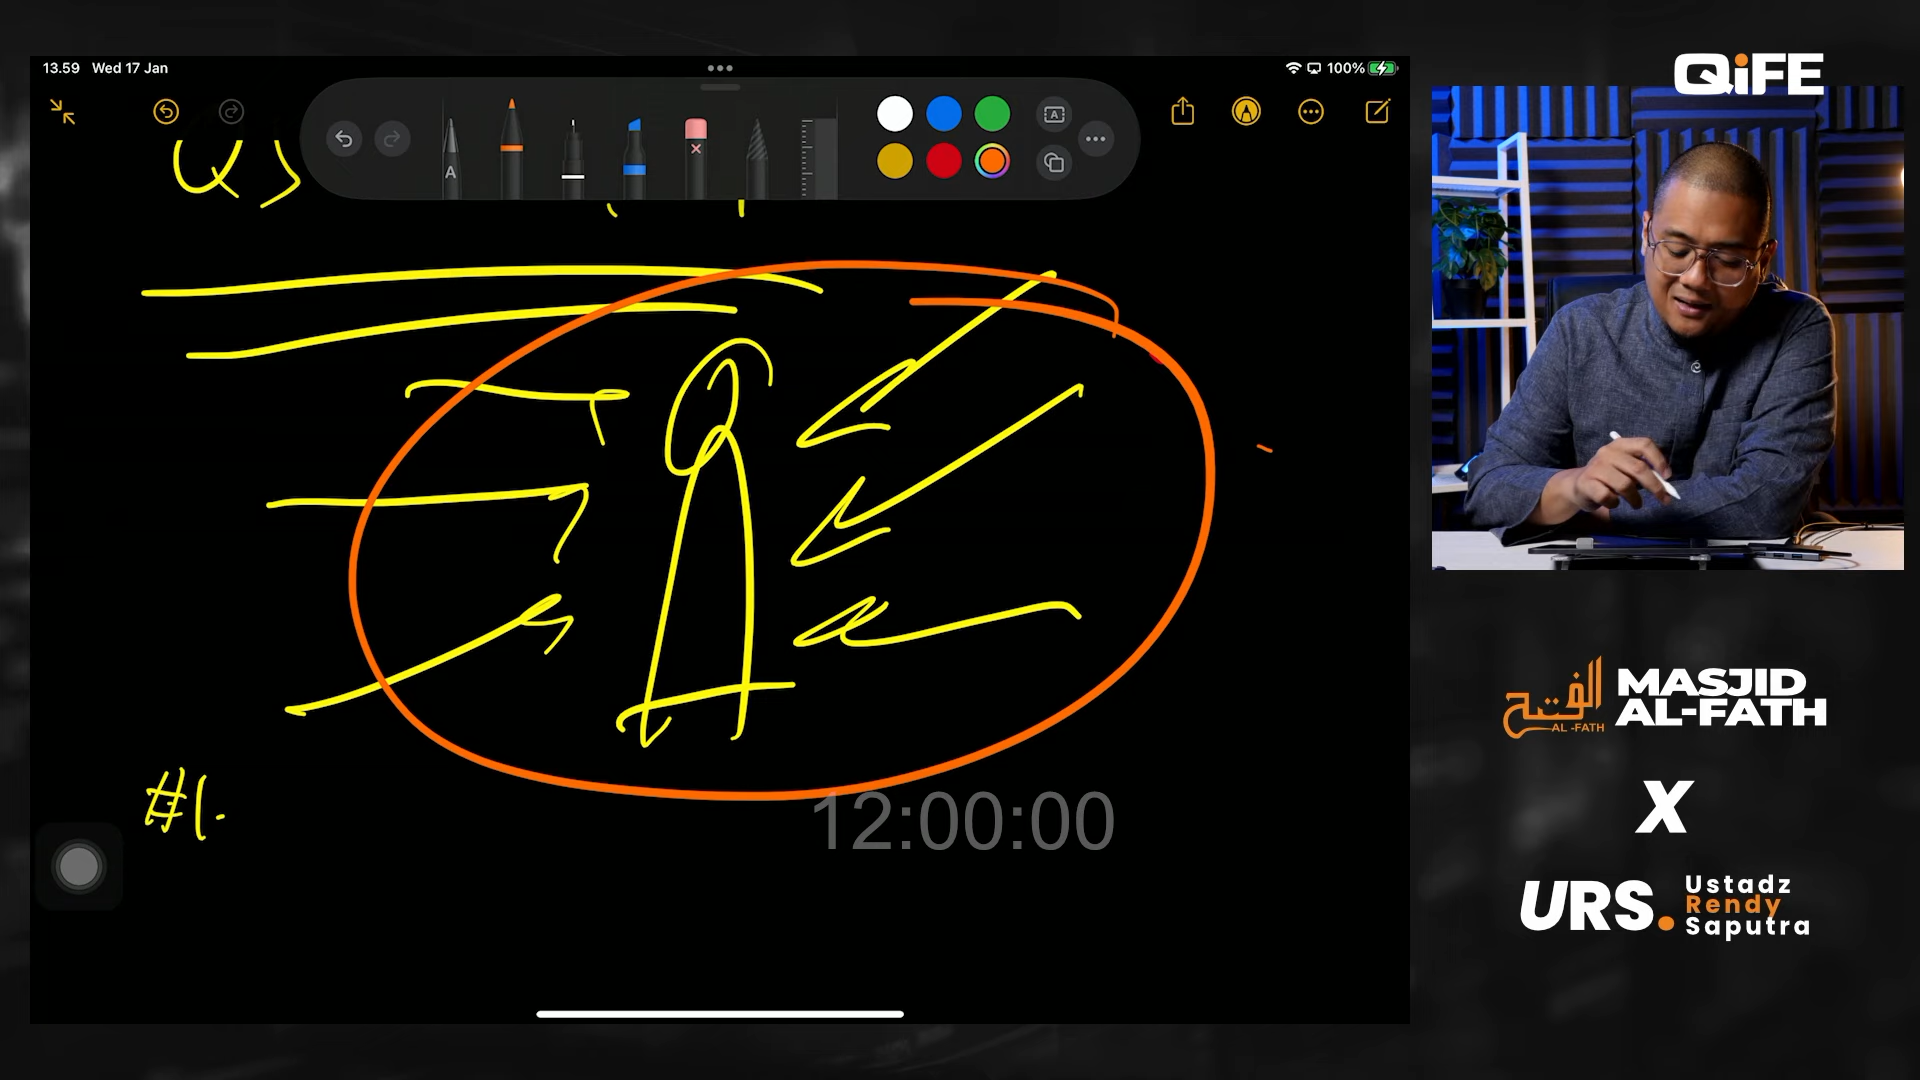 QiFE
13.59 Wed 17 Jan
100%
A
A
QS
#1.
12:00:00
الفتح
AL-FATH
MASJID
AL-FATH
X
URS.
Ustadz
Rendy
Saputra